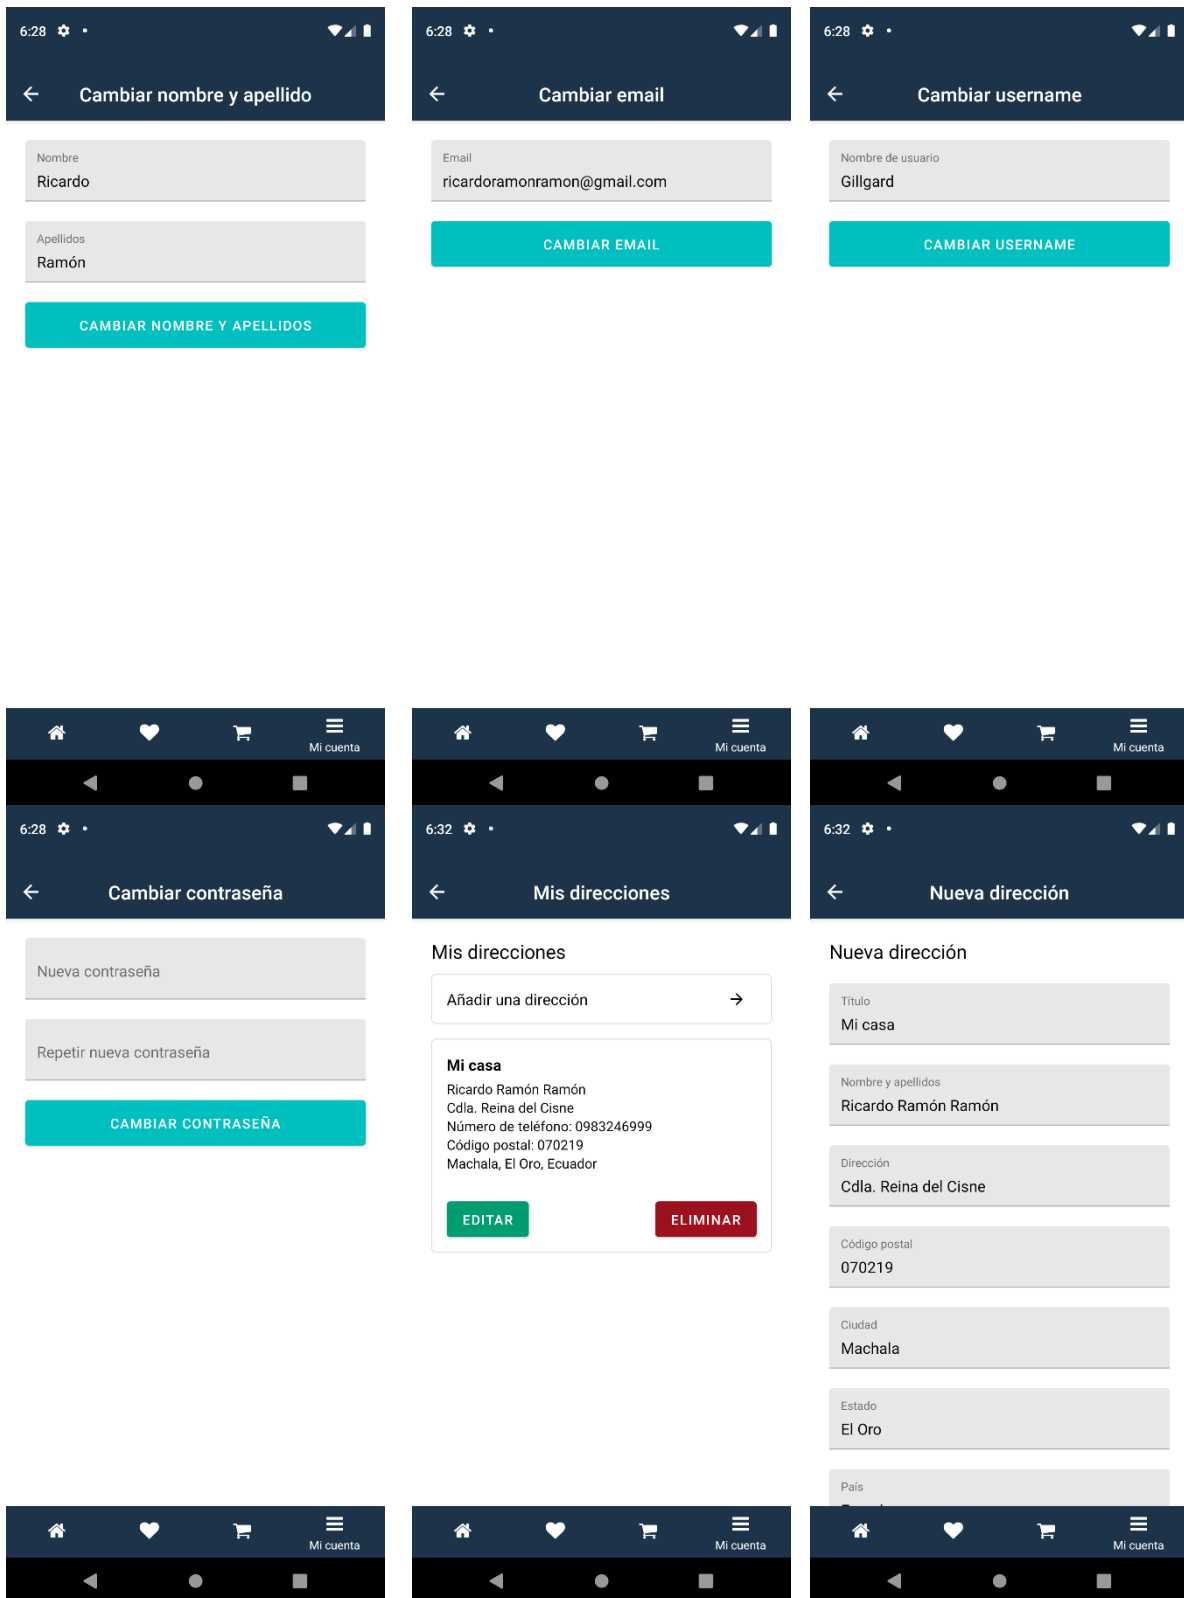 6:28
Cambiar nombre y apellido
Nombre
Ricardo
Apellidos
Ramón
CAMBIAR NOMBRE Y APELLIDOS
Mi cuenta
6:28
Cambiar email
Email
ricardoramonramon@gmail.com
CAMBIAR EMAIL
Mi cuenta
6:28
Cambiar username
Nombre de usuario
Gillgard
CAMBIAR USERNAME
Mi cuenta
6:28
Cambiar contraseña
Nueva contraseña
Repetir nueva contraseña
CAMBIAR CONTRASEÑA
Mi cuenta
6:32
Mis direcciones
Mis direcciones
Añadir una dirección
Mi casa
Ricardo Ramón Ramón
Cdla. Reina del Cisne
Número de teléfono: 0983246999
Código postal: 070219
Machala, El Oro, Ecuador
EDITAR
ELIMINAR
Mi cuenta
6:32
Nueva dirección
Nueva dirección
Título
Mi casa
Nombre y apellidos
Ricardo Ramón Ramón
Dirección
Cdla. Reina del Cisne
Código postal
070219
Ciudad
Machala
Estado
El Oro
País
Mi cuenta